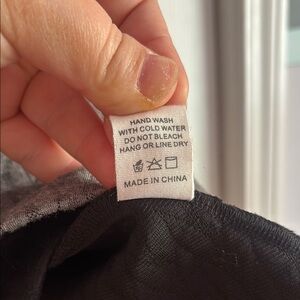 HAND WASH
WITH COLD WATER
DO NOT BLEACH
HANG OR LINE DRY
MADE IN CHINA